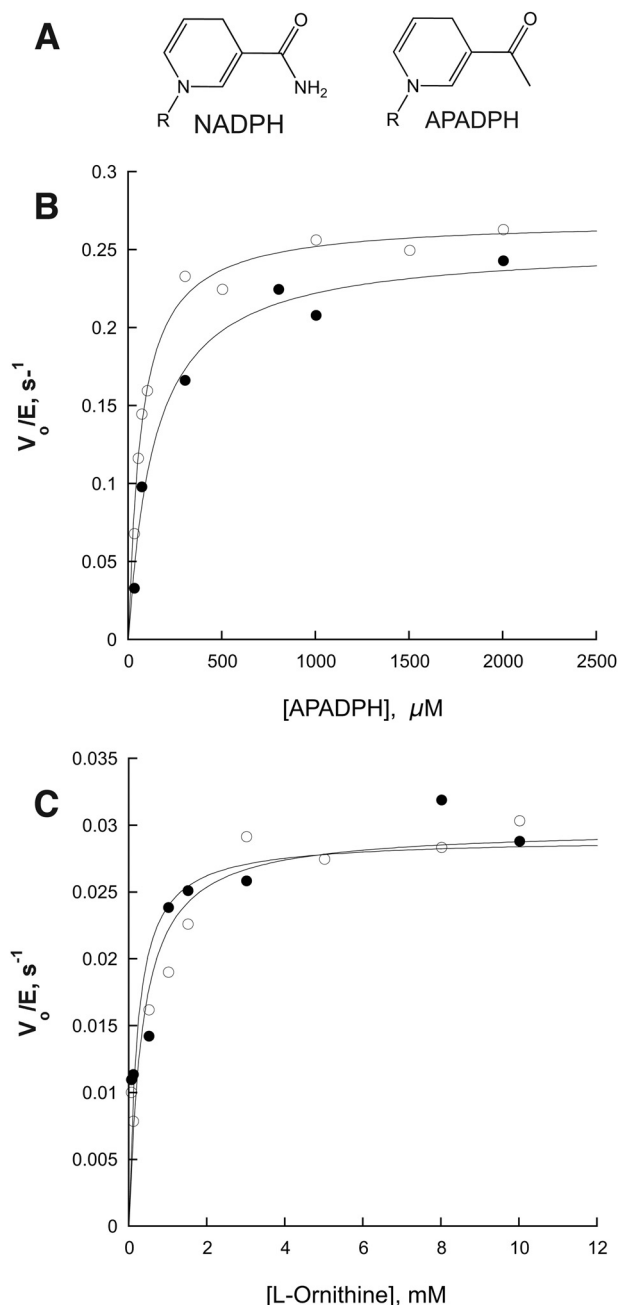 A
O
N
NH₂
R
NADPH
O
N
R
APADPH
B
0.3
0.25
0.2
0.15
0.1
0.05
0
V₀/E, s-¹
0 500 1000 1500 2000 2500
[APADPH], µM
C
0.035
0.03
0.025
0.02
0.015
0.01
0.005
0
V₀/E, s⁻¹
0 2 4 6 8 10 12
[L-Ornithine], mM